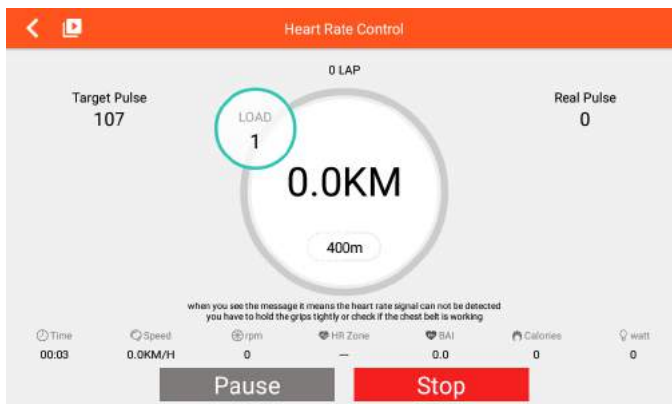 Heart Rate Control
0 LAP
Target Pulse
107
LOAD
1
Real Pulse
0
0.0KM
400m
when you see the message it means the heart rate signal can not be detected
you have to hold the grips tightly or check if the chest belt is working
Time Speed rpm HR Zone BAI Calories watt
00:03 0.0KM/H 0 -- 0.0 0 0
Pause Stop